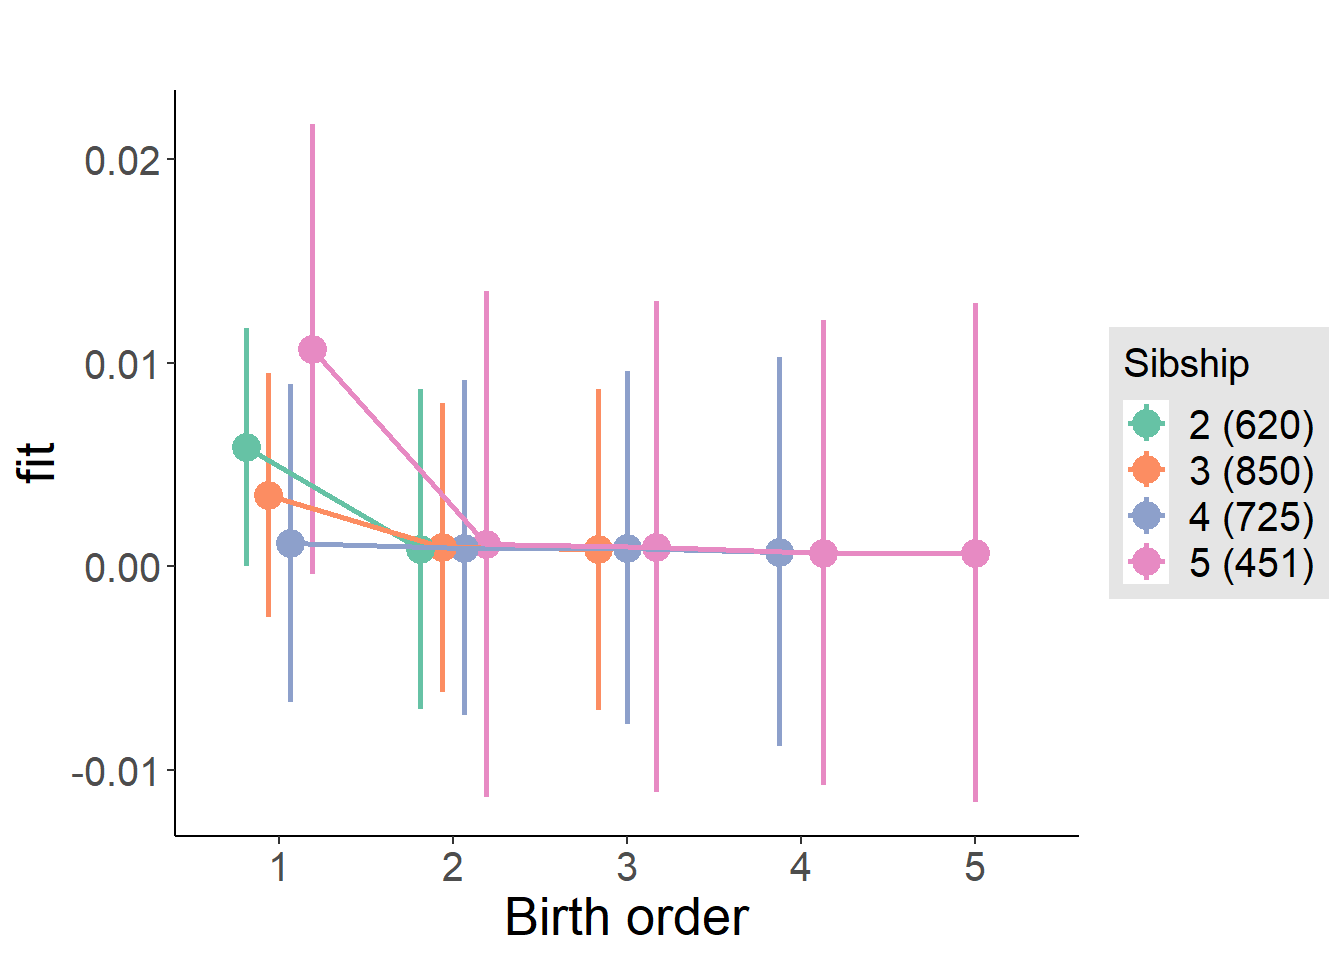 0.02
0.01
0.00
-0.01
fit
1 2 3 4 5
Birth order
Sibship
2 (620)
3 (850)
4 (725)
5 (451)